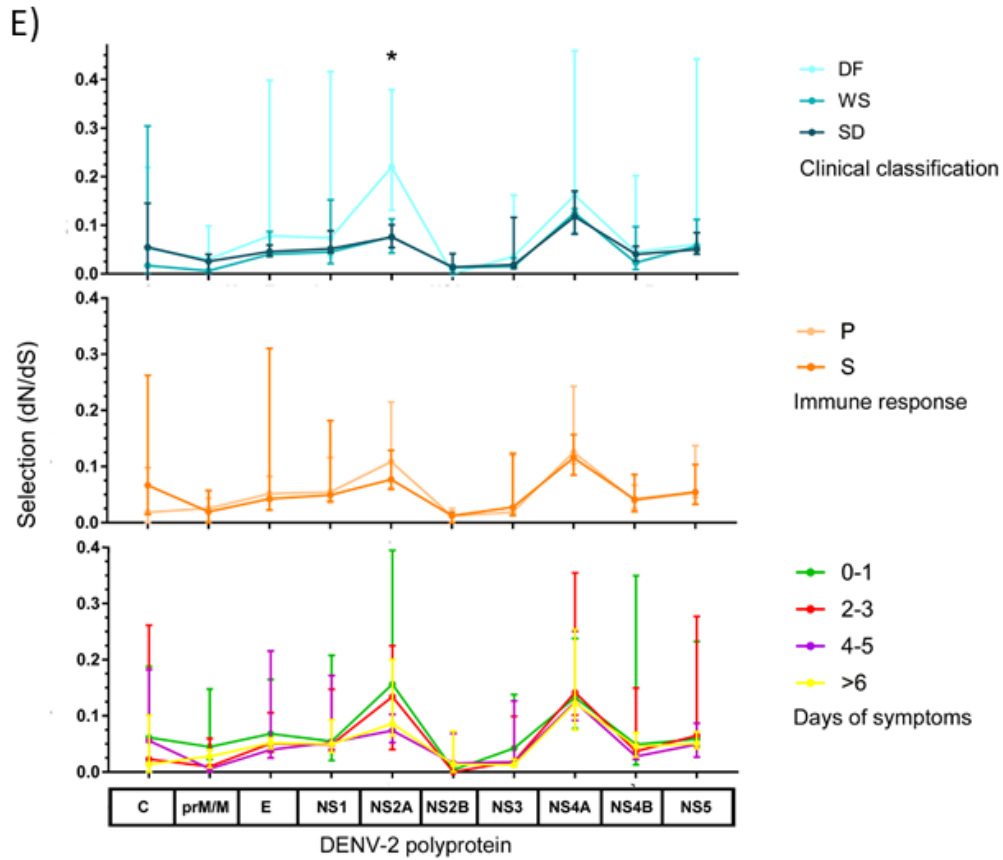 E)
*
0.4
0.3
0.2
0.1
0.0
DF
WS
SD
Clinical classification
0.4
0.3
0.2
0.1
0.0
P
S
Immune response
Selection (dN/dS)
0.4
0.3
0.2
0.1
0.0
0-1
2-3
4-5
>6
Days of symptoms
C prM/M E NS1 NS2A NS2B NS3 NS4A NS4B NS5
DENV-2 polyprotein